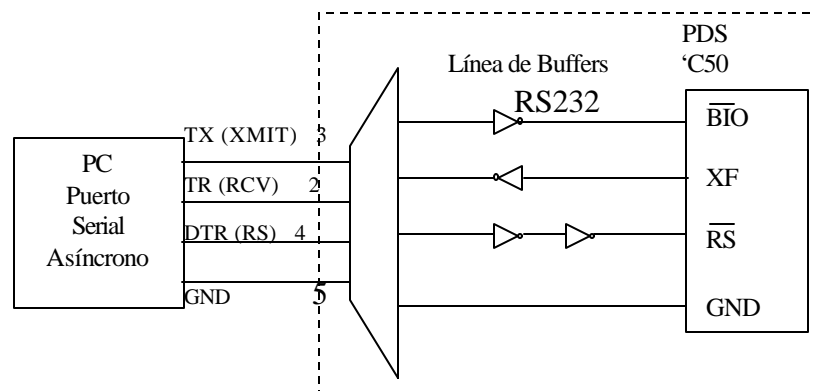 PDS
Línea de Buffers ‘C50
RS232
BIO
TX (XMIT) 3
PC
TR (RCV) 2
XF
Puerto
Serial
DTR (RS) 4
RS
Asíncrono
GND 5
GND